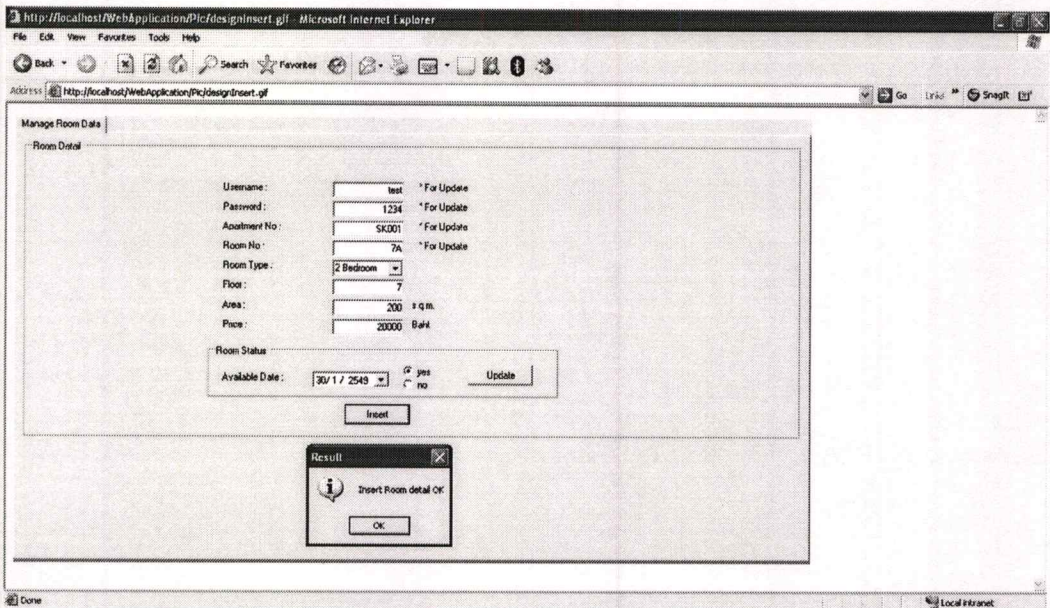 http://localhost/WebApplication/Pic/designInsert.gif - Microsoft Internet Explorer
File Edit View Favorites Tools Help
Back Search Favorites
Address http://localhost/WebApplication/Pic/designInsert.gif Go Links » SnagIt
Manage Room Data
Room Detail
Username : test * For Update
Password : 1234 * For Update
Apartment No : SK001 * For Update
Room No : 7A * For Update
Room Type : 2 Bedroom
Floor : 7
Area : 200 s q m.
Price : 20000 Baht
Room Status
Available Date : 30/ 1 / 2549 yes
no
Update
Insert
Result
Insert Room detail OK
OK
Done Local intranet